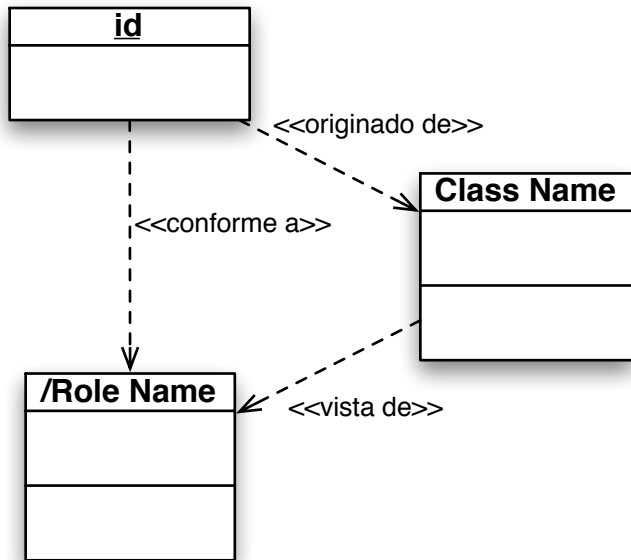 id
<<originado de>>
Class Name
<<conforme a>>
/Role Name
<<vista de>>